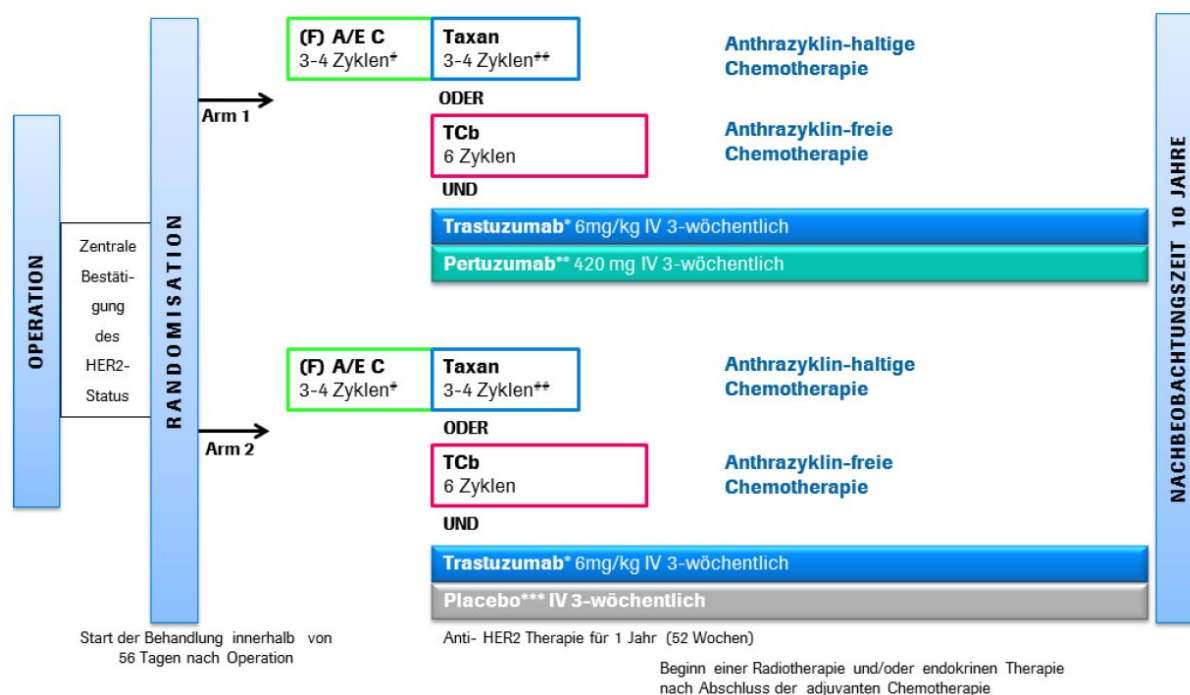 OPERATION
Zentrale
Bestäti-
gung
des
HER2-
Status
RANDOMISATION
Arm 1
(F) A/E C
3-4 Zyklen⧧
Taxan
3-4 Zyklen⧧⧧
Anthrazyklin-haltige
Chemotherapie
ODER
TCb
6 Zyklen
Anthrazyklin-freie
Chemotherapie
UND
Trastuzumab* 6mg/kg IV 3-wöchentlich
Pertuzumab** 420 mg IV 3-wöchentlich
Arm 2
(F) A/E C
3-4 Zyklen⧧
Taxan
3-4 Zyklen⧧⧧
Anthrazyklin-haltige
Chemotherapie
ODER
TCb
6 Zyklen
Anthrazyklin-freie
Chemotherapie
UND
Trastuzumab* 6mg/kg IV 3-wöchentlich
Placebo*** IV 3-wöchentlich
NACHBEOBACHTUNGSZEIT 10 JAHRE
Start der Behandlung innerhalb von
56 Tagen nach Operation
Anti- HER2 Therapie für 1 Jahr (52 Wochen)
Beginn einer Radiotherapie und/oder endokrinen Therapie
nach Abschluss der adjuvanten Chemotherapie